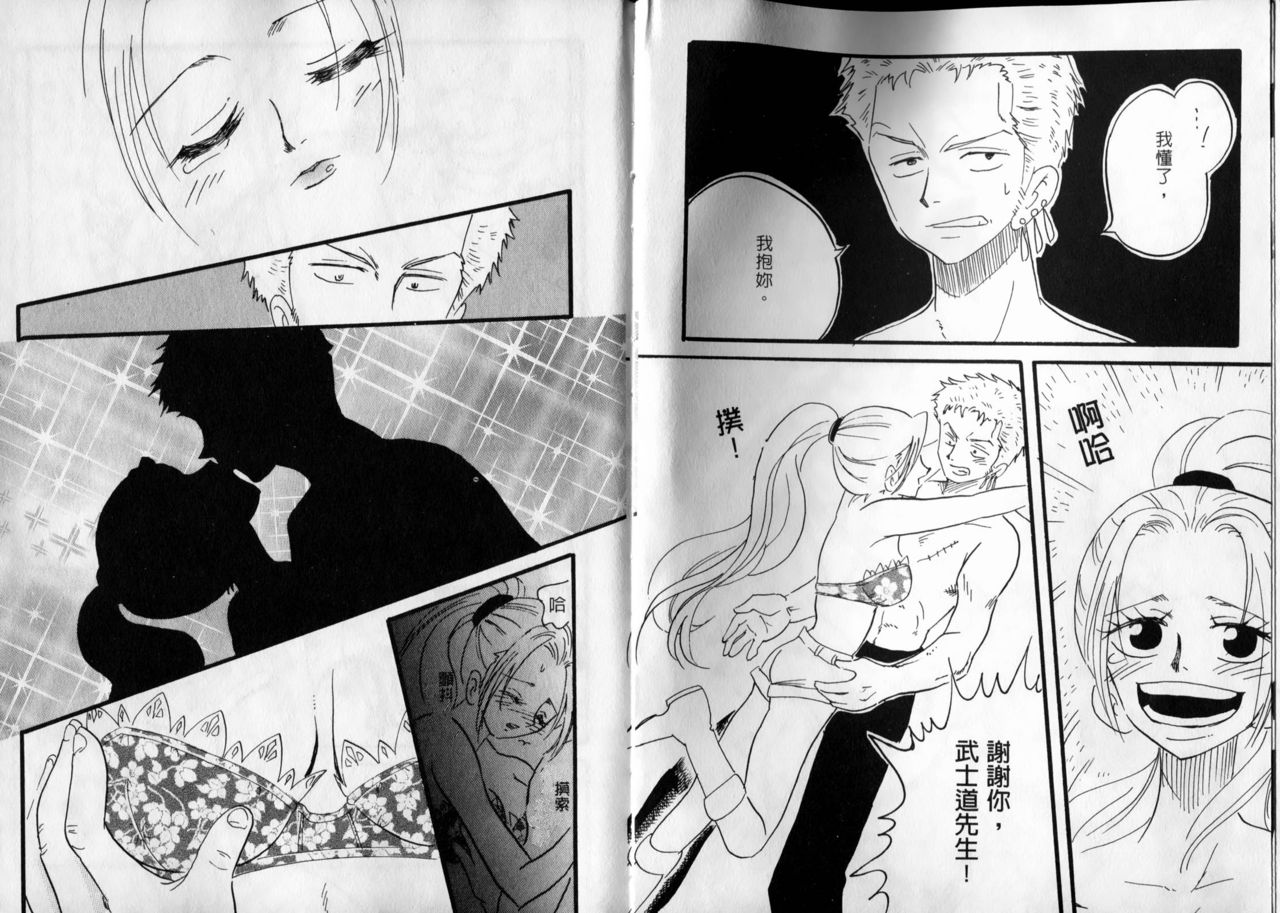 …！
我懂了，
我抱妳。
啊哈
撲！
謝謝你，
武士道先生！
哈
顫抖
摸索